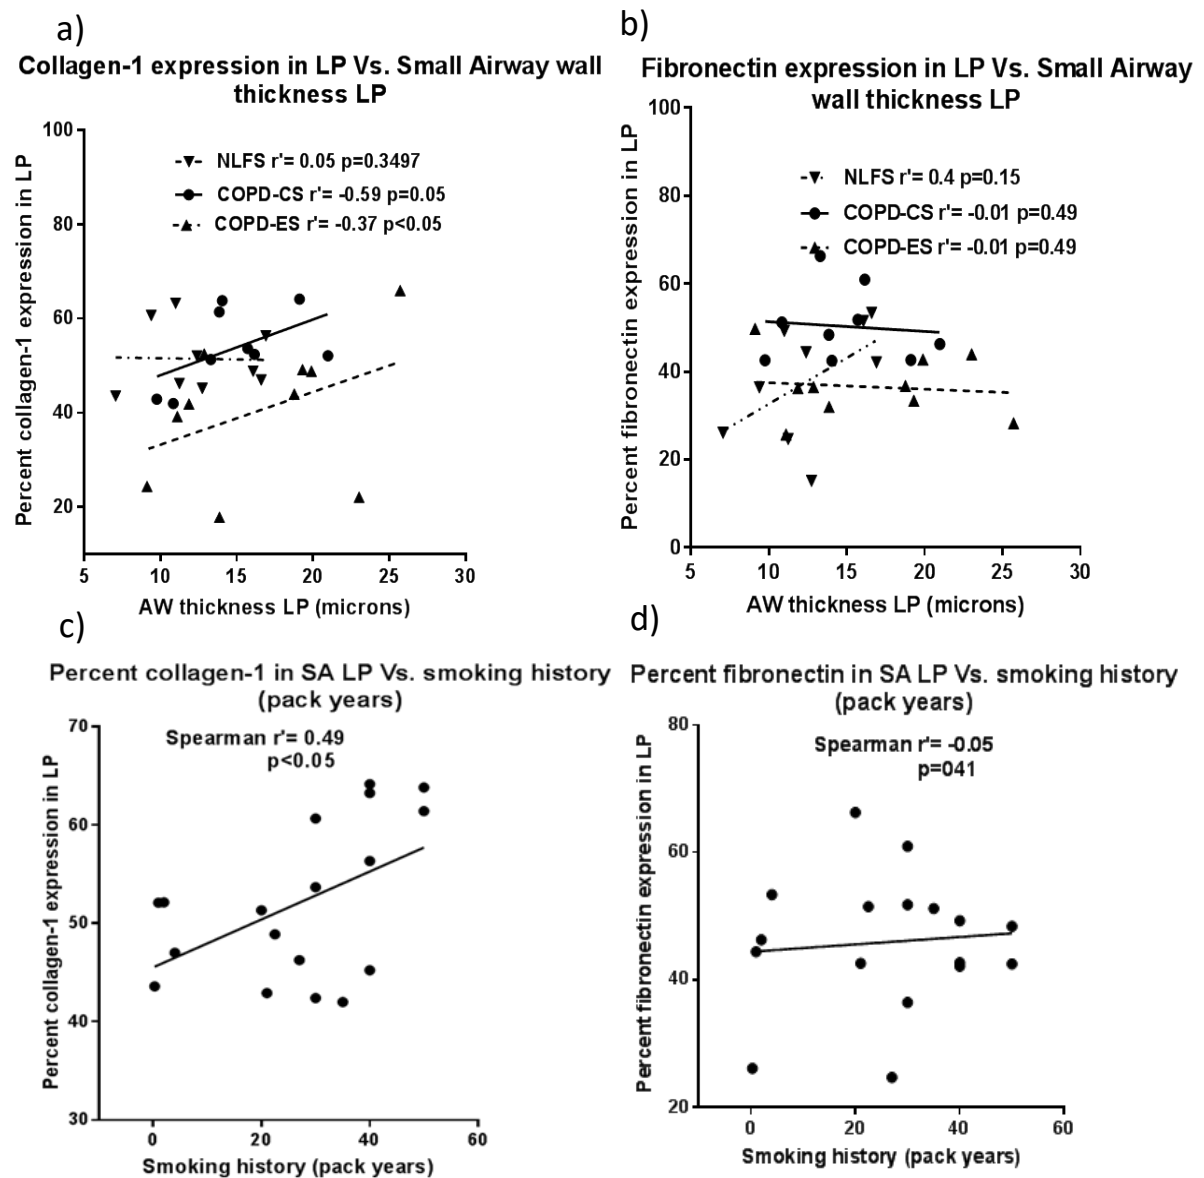 a)
Collagen-1 expression in LP Vs. Small Airway wall
thickness LP
Percent collagen-1 expression in LP
100
80
60
40
20
NLFS r'= 0.05 p=0.3497
COPD-CS r'= -0.59 p=0.05
COPD-ES r'= -0.37 p<0.05
5 10 15 20 25 30
AW thickness LP (microns)
b)
Fibronectin expression in LP Vs. Small Airway
wall thickness LP
Percent fibronectin expression in LP
100
80
60
40
20
0
NLFS r'= 0.4 p=0.15
COPD-CS r'= -0.01 p=0.49
COPD-ES r'= -0.01 p=0.49
5 10 15 20 25 30
AW thickness LP (microns)
c)
Percent collagen-1 in SA LP Vs. smoking history
(pack years)
Percent collagen-1 expression in LP
70
60
50
40
30
Spearman r'= 0.49
p<0.05
0 20 40 60
Smoking history (pack years)
d)
Percent fibronectin in SA LP Vs. smoking history
(pack years)
Percent fibronectin expression in LP
80
60
40
20
Spearman r'= -0.05
p=041
0 20 40 60
Smoking history (pack years)